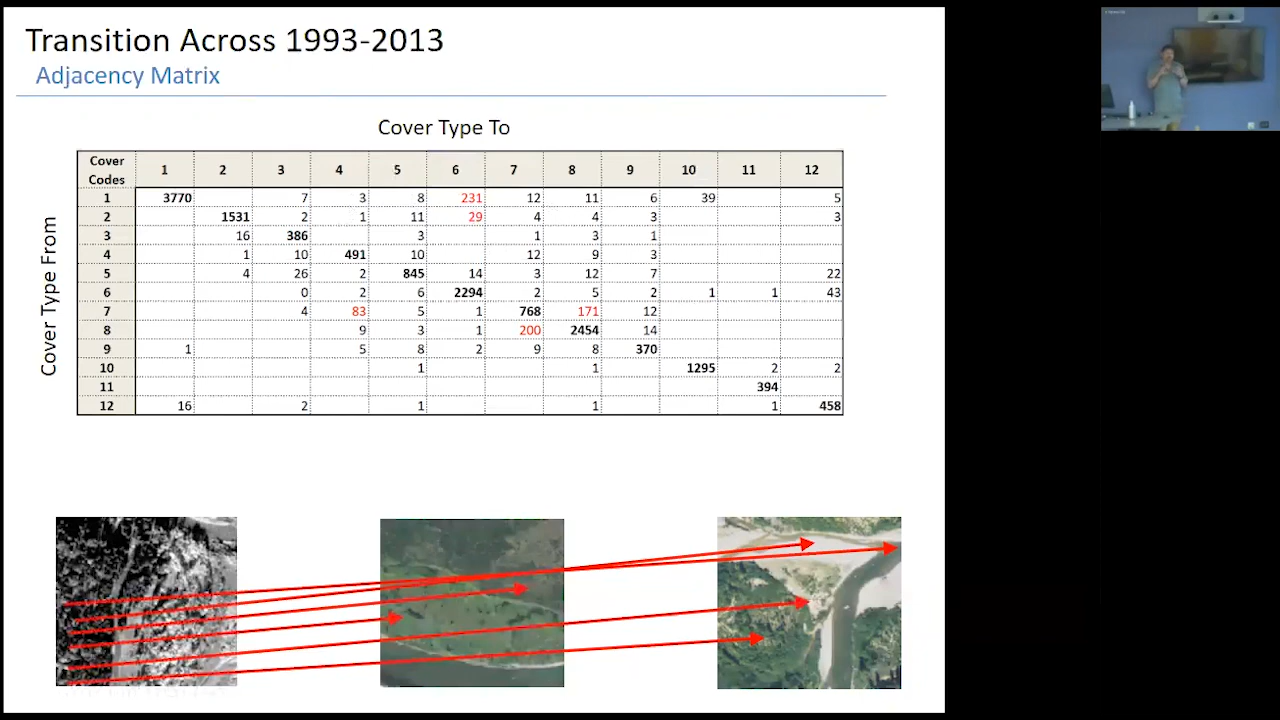 Transition Across 1993-2013
Adjacency Matrix
Cover Type To
Cover Type From
Cover Codes 1 2 3 4 5 6 7 8 9 10 11 12
1 3770 7 3 8 231 12 11 6 39 5
2 1531 2 1 11 29 4 4 3 3
3 16 386 3 1 3 1
4 1 10 491 10 12 9 3
5 4 26 2 845 14 3 12 7 22
6 0 2 6 2294 2 5 2 1 1 43
7 4 83 5 1 768 171 12
8 9 3 1 200 2454 14
9 1 5 8 2 9 8 370
10 1 1 1295 2 2
11 394
12 16 2 1 1 1 458